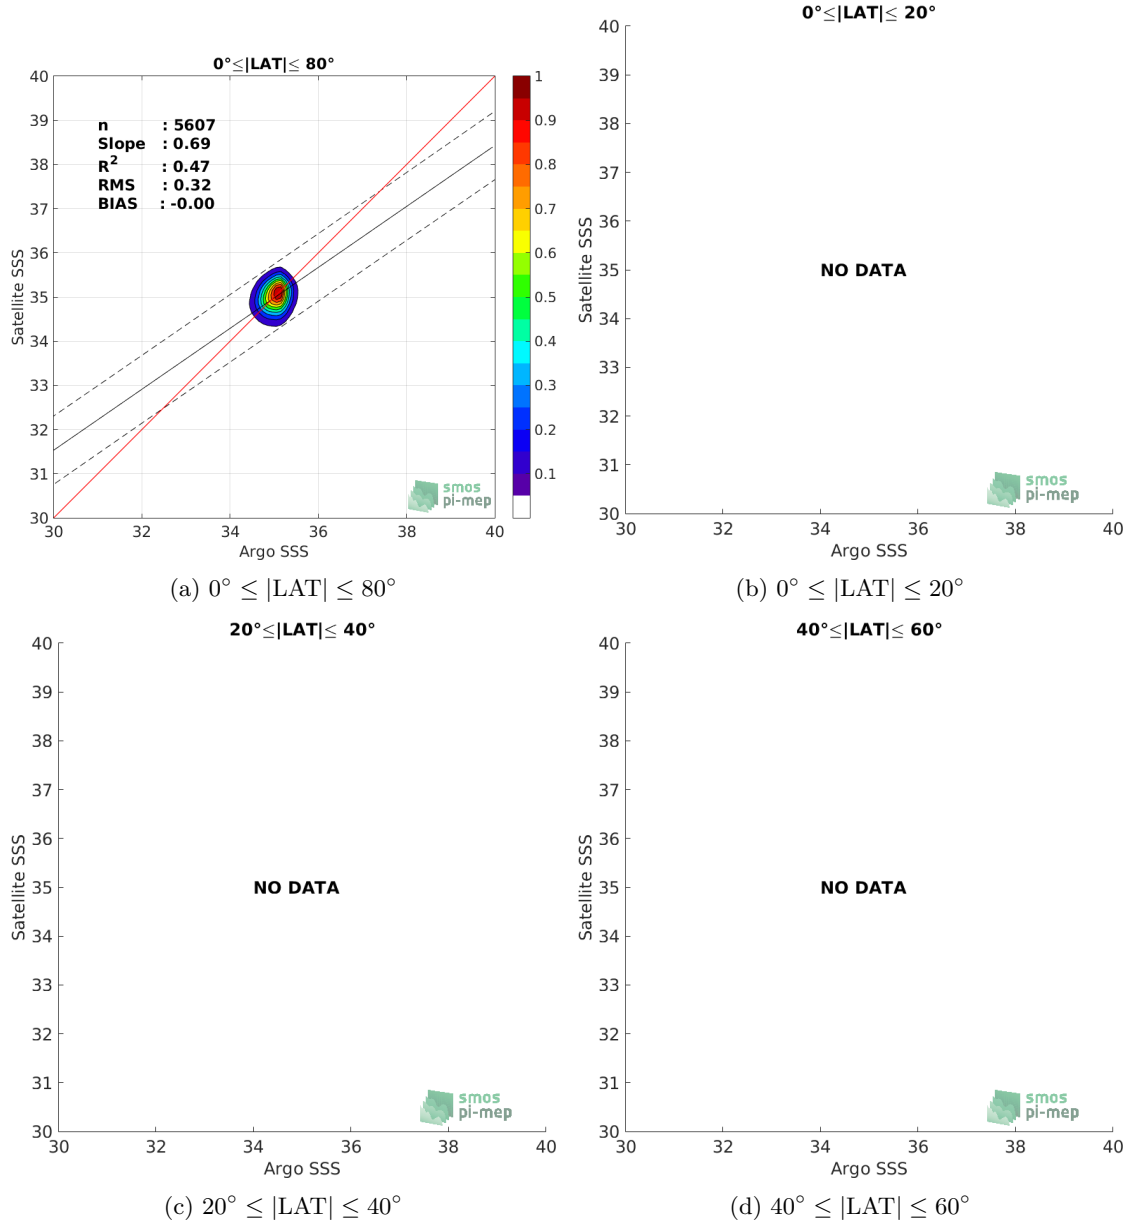 0°≤|LAT|≤ 80°
40
39
38
37
36
35
34
33
32
31
30
Satellite SSS
n : 5607
Slope : 0.69
R² : 0.47
RMS : 0.32
BIAS : -0.00
1
0.9
0.8
0.7
0.6
0.5
0.4
0.3
0.2
0.1
smos
pi-mep
30 32 34 36 38 40
Argo SSS
(a) 0° ≤ |LAT| ≤ 80°
0°≤|LAT|≤ 20°
40
39
38
37
36
35
34
33
32
31
30
Satellite SSS
NO DATA
smos
pi-mep
30 32 34 36 38 40
Argo SSS
(b) 0° ≤ |LAT| ≤ 20°
20°≤|LAT|≤ 40°
40
39
38
37
36
35
34
33
32
31
30
Satellite SSS
NO DATA
smos
pi-mep
30 32 34 36 38 40
Argo SSS
(c) 20° ≤ |LAT| ≤ 40°
40°≤|LAT|≤ 60°
40
39
38
37
36
35
34
33
32
31
30
Satellite SSS
NO DATA
smos
pi-mep
30 32 34 36 38 40
Argo SSS
(d) 40° ≤ |LAT| ≤ 60°